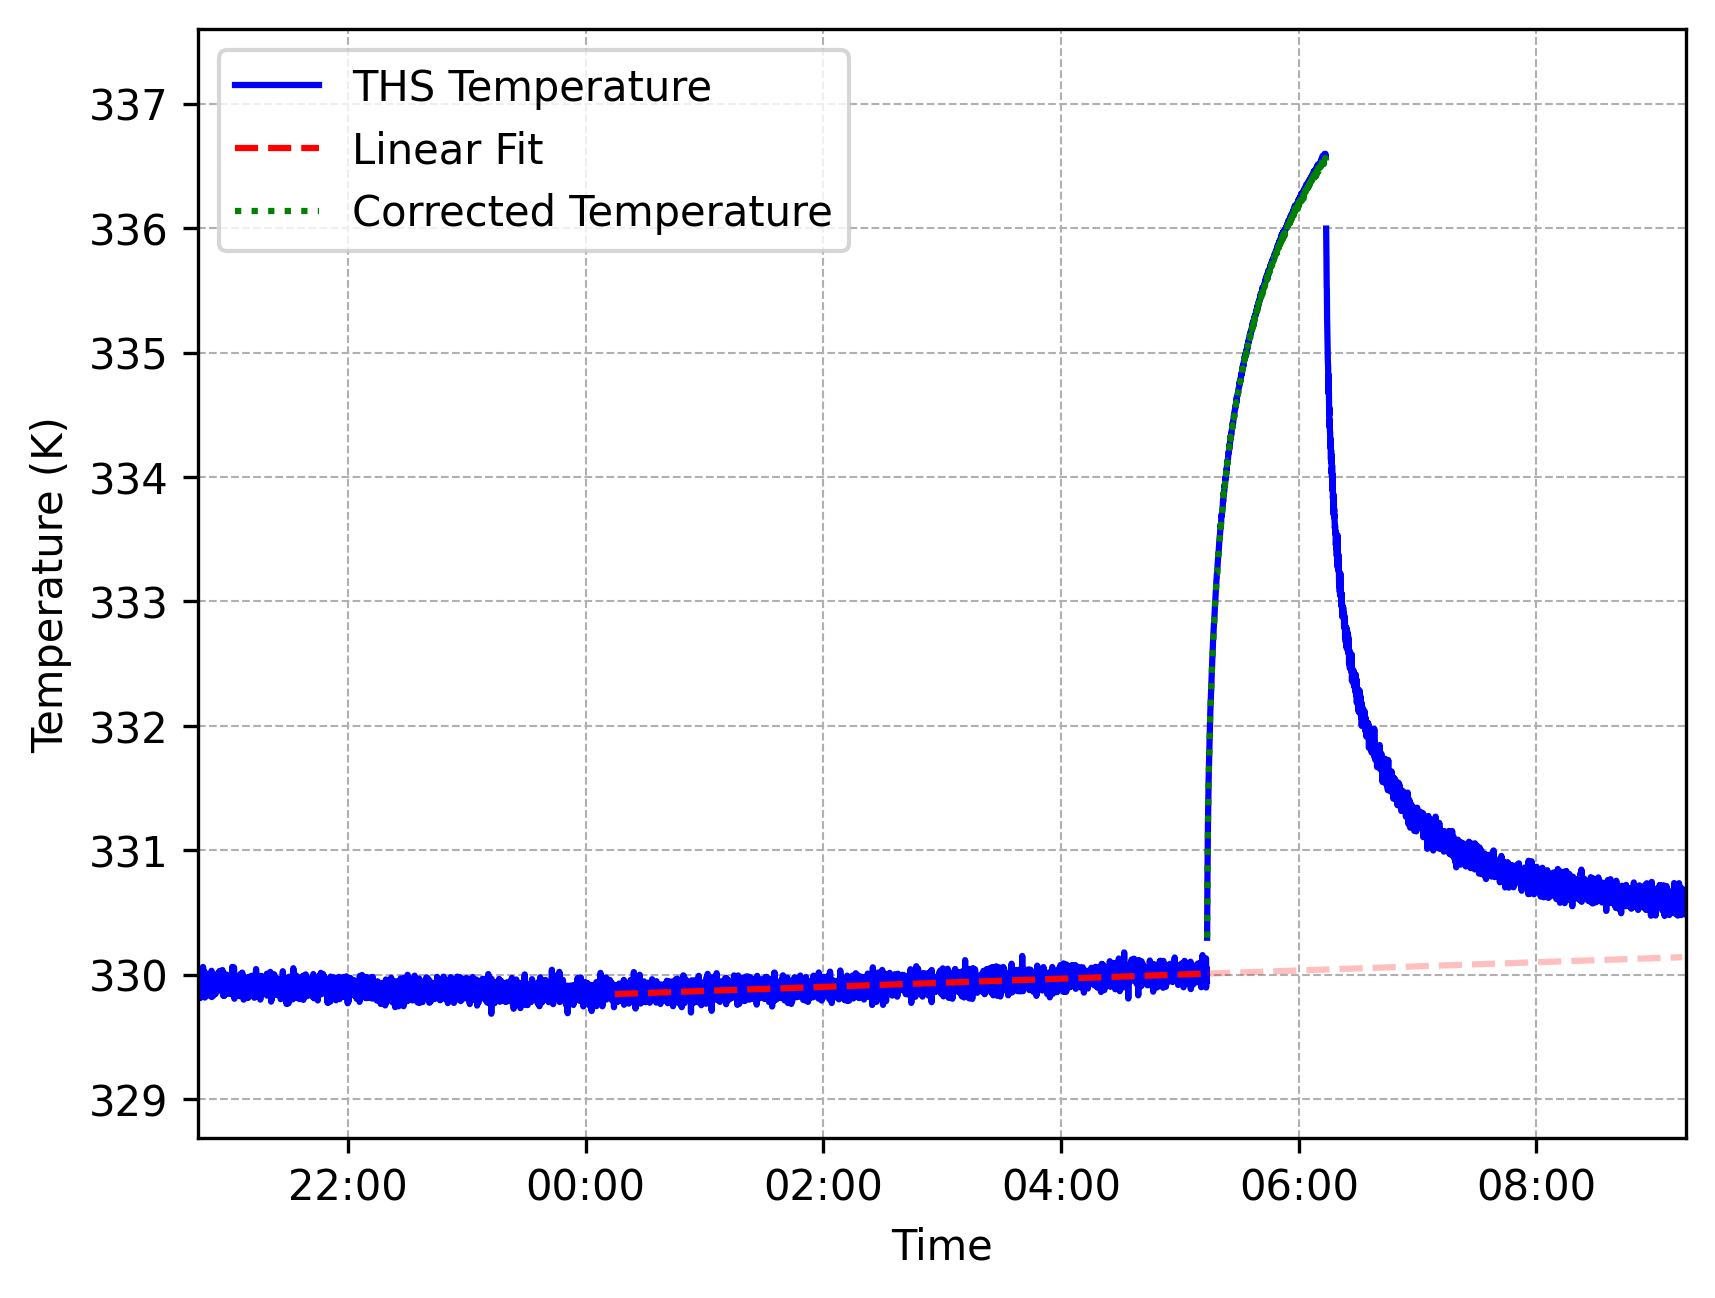 THS Temperature
Linear Fit
Corrected Temperature
337
336
335
334
333
332
331
330
329
Temperature (K)
22:00 00:00 02:00 04:00 06:00 08:00
Time